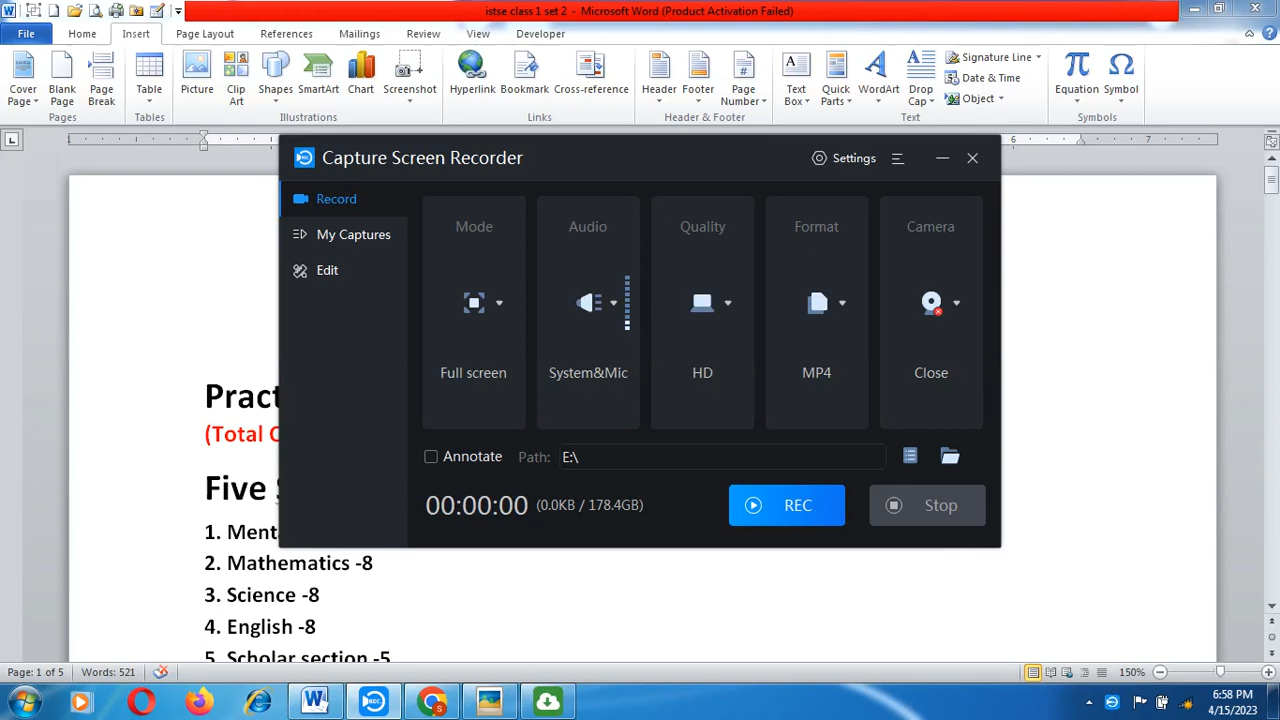 istse class 1 set 2 - Microsoft Word (Product Activation Failed)
File Home Insert Page Layout References Mailings Review View Developer
Cover Page
Blank Page
Page Break
Table
Picture
Clip Art
Shapes
SmartArt
Chart
Screenshot
Hyperlink
Bookmark
Cross-reference
Header
Footer
Page Number
Text Box
Quick Parts
WordArt
Drop Cap
Signature Line
Date & Time
Object
Equation
Symbol
Pages Tables Illustrations Links Header & Footer Text Symbols
1 6 7
Capture Screen Recorder Settings
Record
My Captures
Edit
Mode Audio Quality Format Camera
Full screen System&Mic HD MP4 Close
Annotate Path: E:\
00:00:00 (0.0KB / 178.4GB) REC Stop
Pract
(Total C
Five
1. Ment
2. Mathematics -8
3. Science -8
4. English -8
5. Scholar section -5
Page: 1 of 5 Words: 521 150%
6:58 PM
4/15/2023